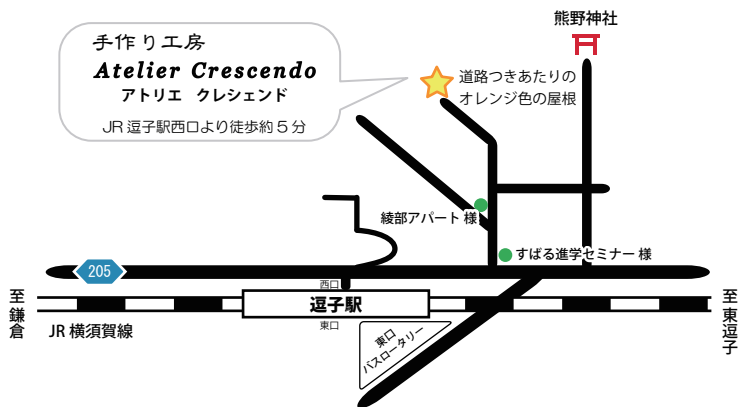 熊野神社
手作り工房
Atelier Crescendo
アトリエ クレシェンド
JR 逗子駅西口より徒歩約5分
道路つきあたりの
オレンジ色の屋根
綾部アパート 様
すばる進学セミナー 様
205
西口
逗子駅
東口
至鎌倉
JR 横須賀線
東口
バスロータリー
至東逗子